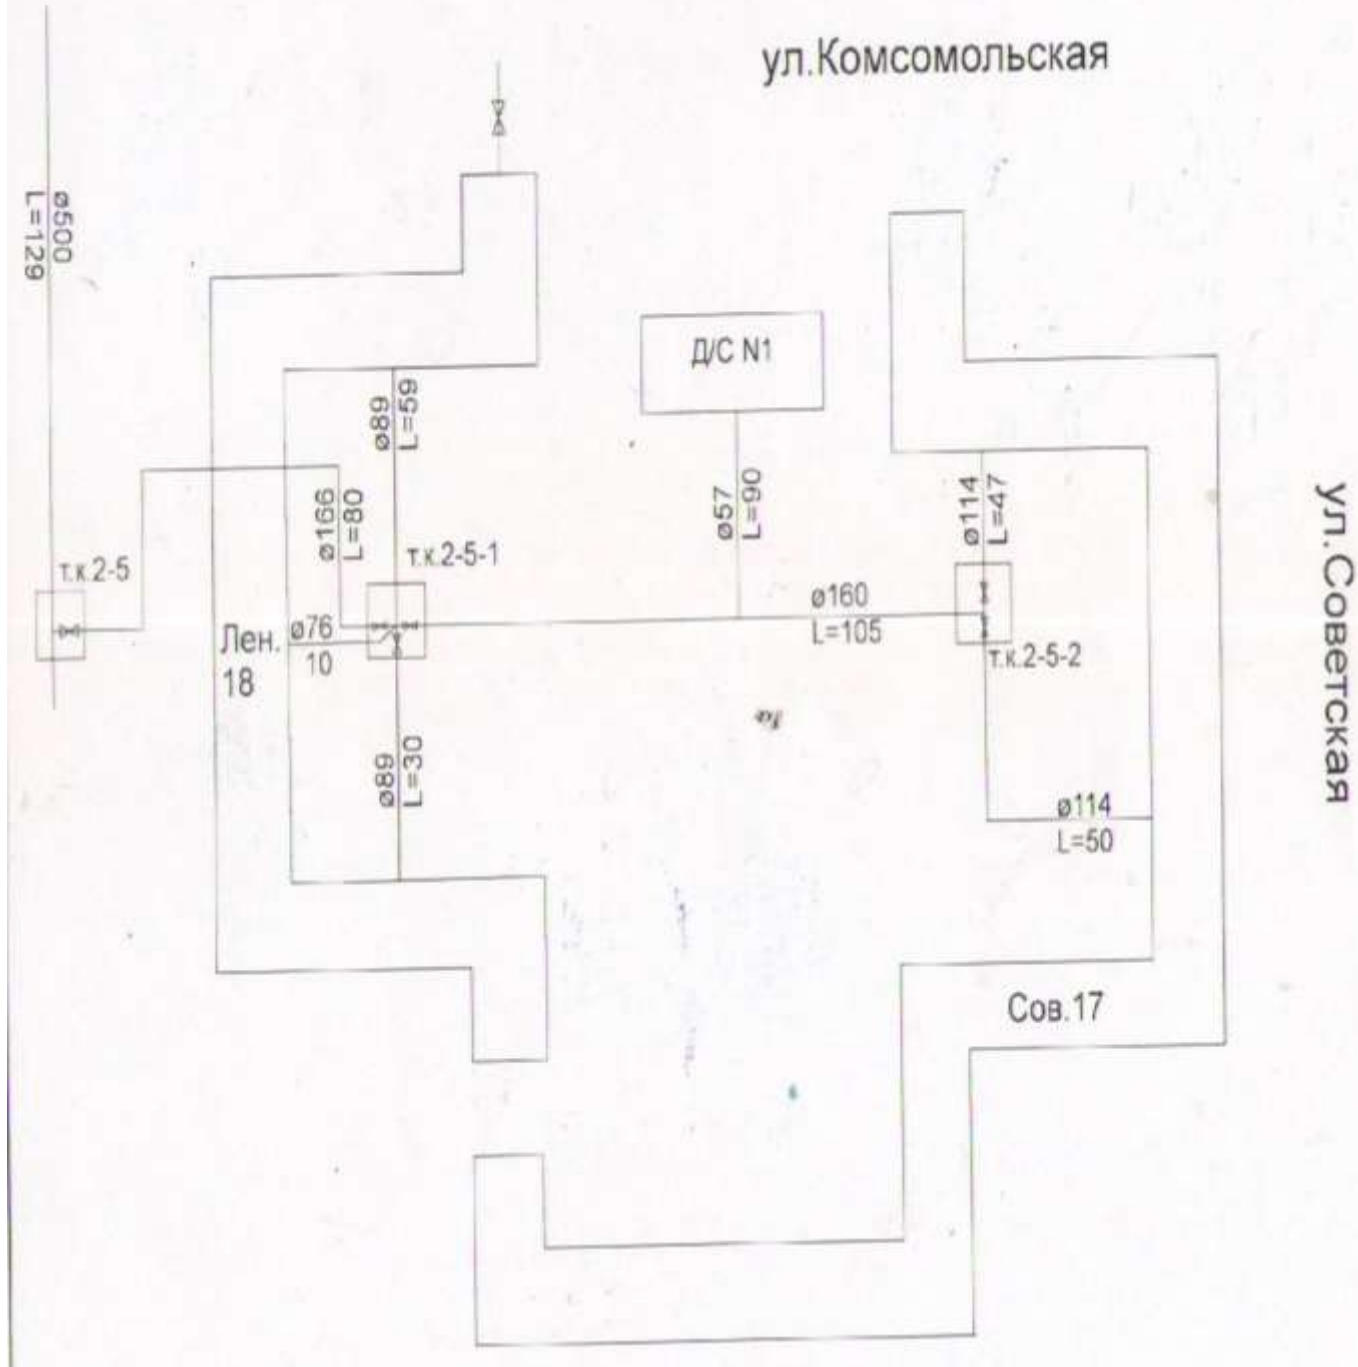 ул.Комсомольская
ø500
L=129
Д/С N1
ø89
L=59
ø57
L=90
ø114
L=47
ул.Советская
ø166
L=80
т.к.2-5-1
т.к.2-5
ø160
L=105
Лен.
18
ø76
10
т.к.2-5-2
ø89
L=30
ø114
L=50
Сов.17